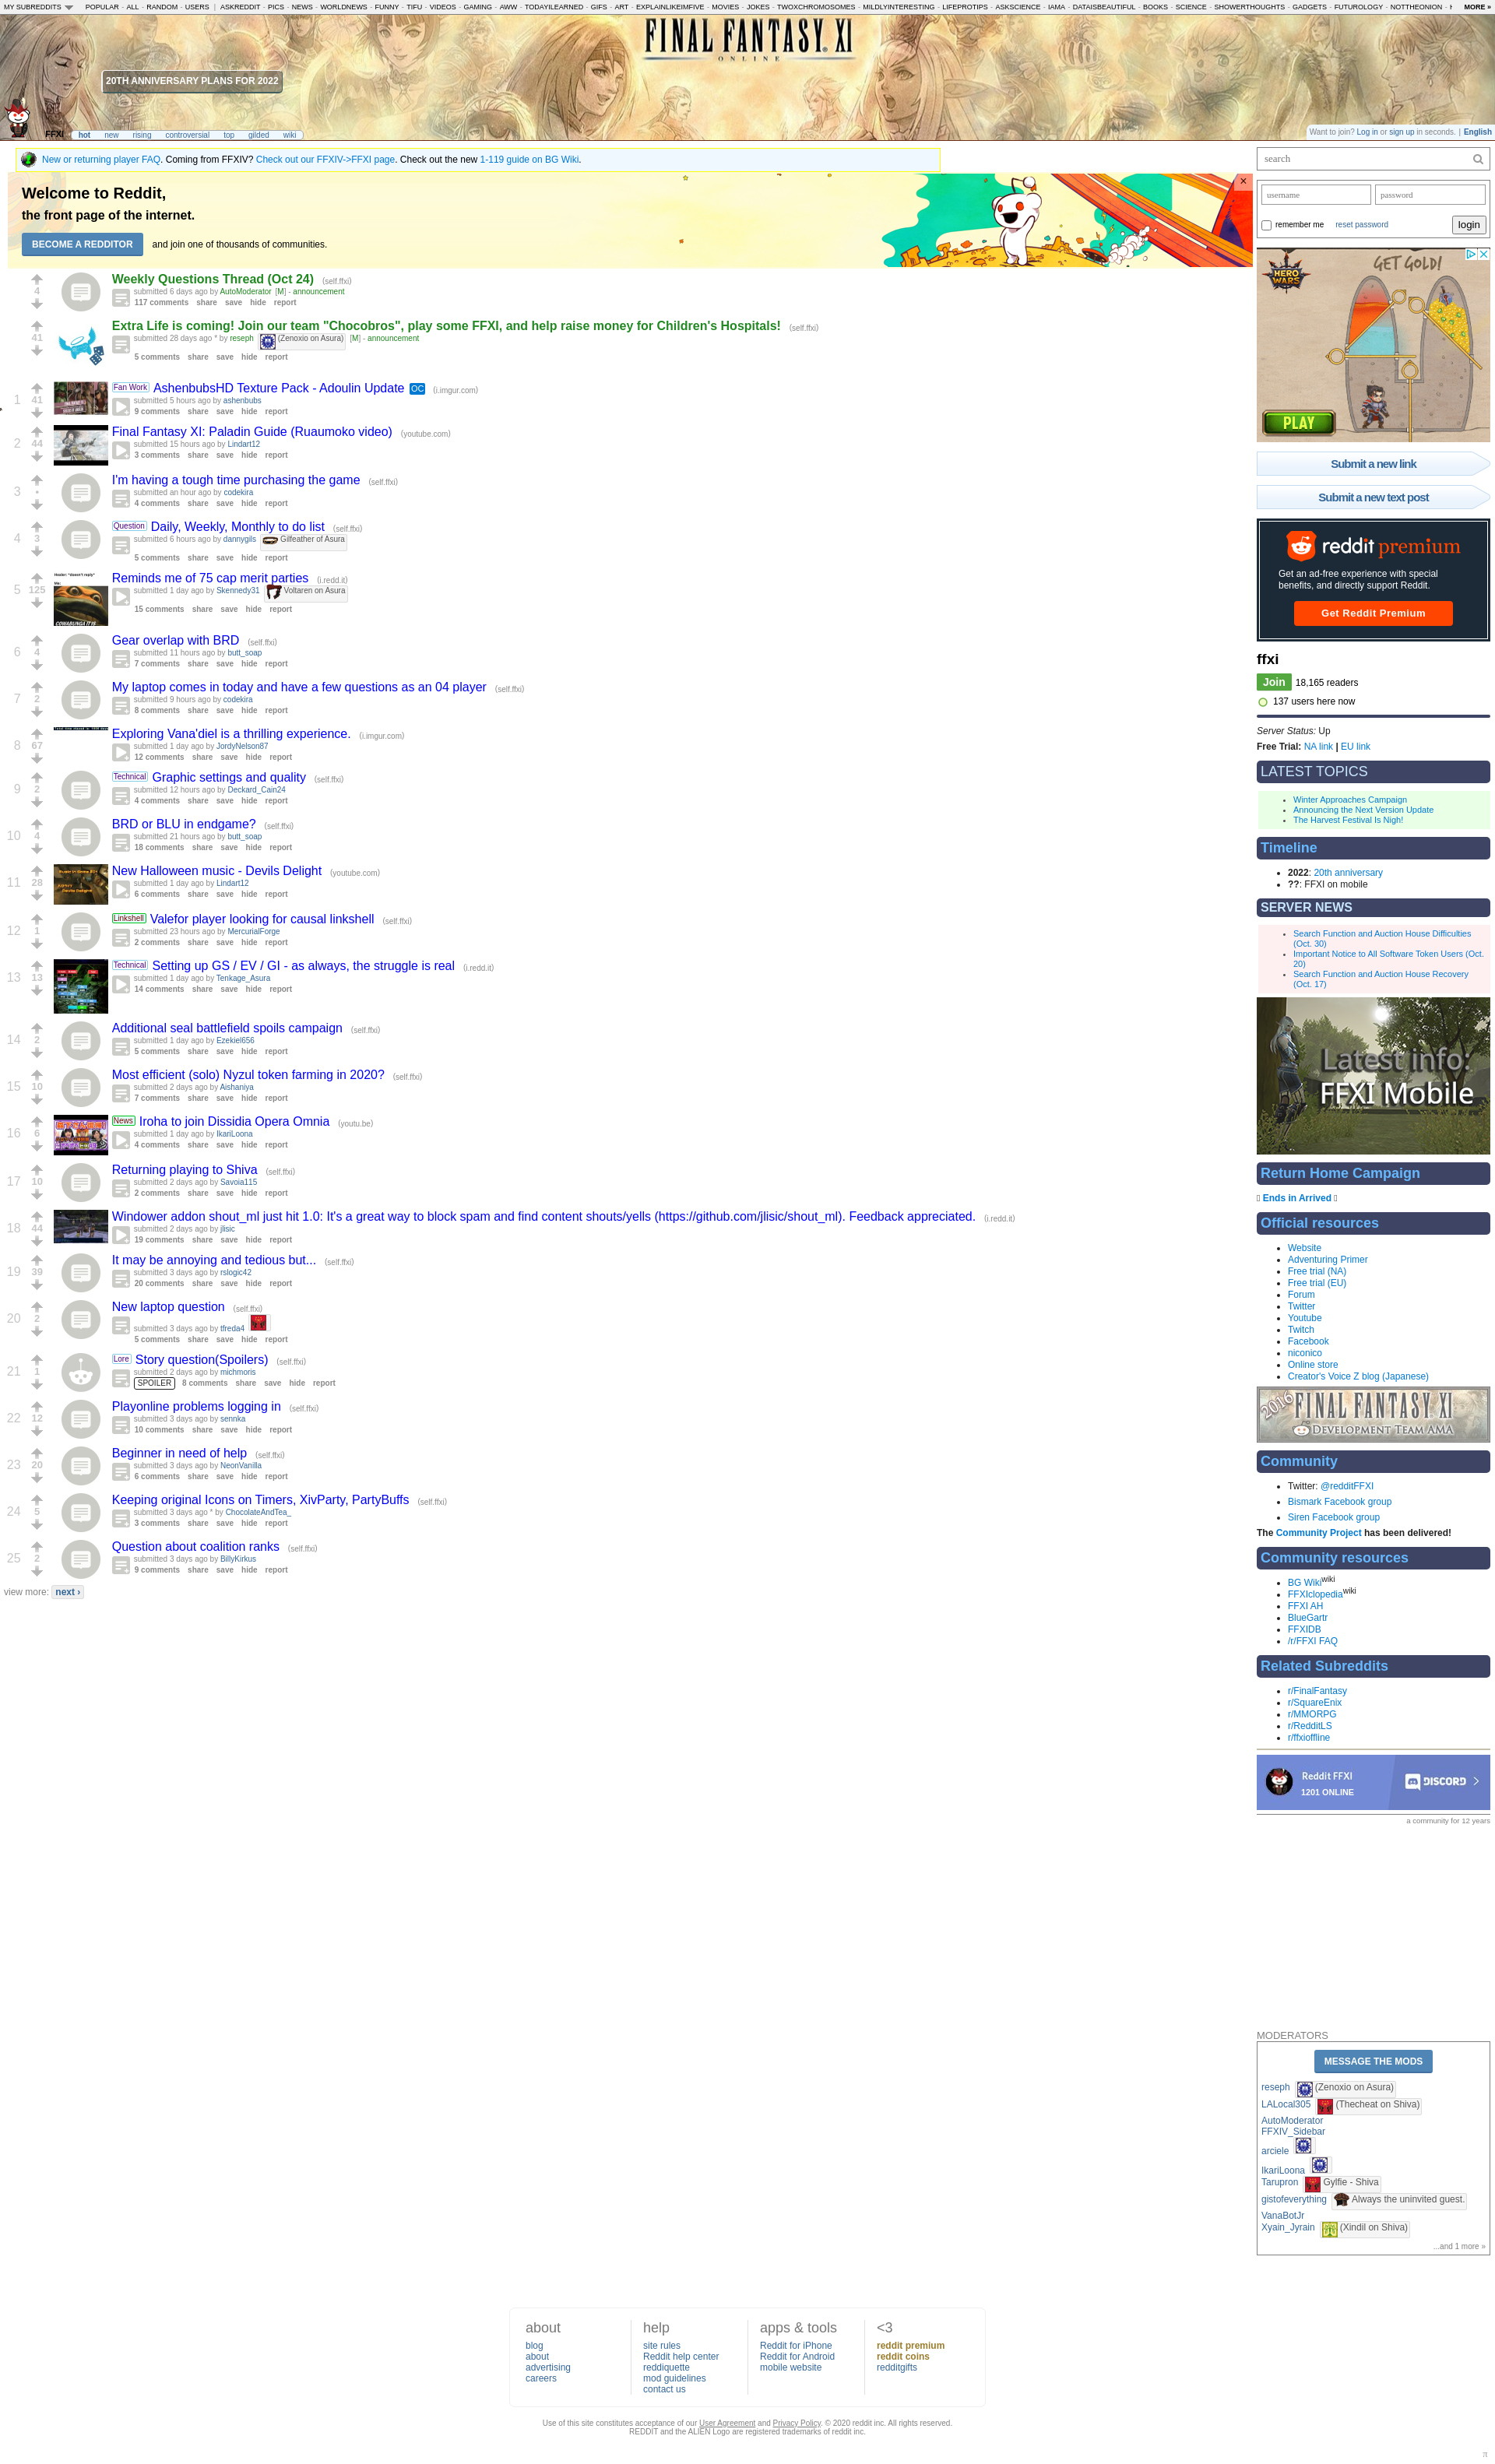 MY SUBREDDITS POPULAR - ALL - RANDOM - USERS | ASKREDDIT - PICS - NEWS - WORLDNEWS - FUNNY - TIFU - VIDEOS - GAMING - AWW - TODAYILEARNED - GIFS - ART - EXPLAINLIKEIMFIVE - MOVIES - JOKES - TWOXCHROMOSOMES - MILDLYINTERESTING - LIFEPROTIPS - ASKSCIENCE - IAMA - DATAISBEAUTIFUL - BOOKS - SCIENCE - SHOWERTHOUGHTS - GADGETS - FUTUROLOGY - NOTTHEONION - MORE »
FINAL FANTASY XI
ONLINE
20TH ANNIVERSARY PLANS FOR 2022
FFXI hot new rising controversial top gilded wiki
Want to join? Log in or sign up in seconds. | English
New or returning player FAQ. Coming from FFXIV? Check out our FFXIV->FFXI page. Check out the new 1-119 guide on BG Wiki.
Welcome to Reddit,
the front page of the internet.
BECOME A REDDITOR and join one of thousands of communities.
×
4
Weekly Questions Thread (Oct 24) (self.ffxi)
submitted 6 days ago by AutoModerator [M] - announcement
117 comments share save hide report
41
Extra Life is coming! Join our team "Chocobros", play some FFXI, and help raise money for Children's Hospitals! (self.ffxi)
submitted 28 days ago * by reseph (Zenoxio on Asura) [M] - announcement
5 comments share save hide report
1 41
Fan Work AshenbubsHD Texture Pack - Adoulin Update OC (i.imgur.com)
submitted 5 hours ago by ashenbubs
9 comments share save hide report
2 44
Final Fantasy XI: Paladin Guide (Ruaumoko video) (youtube.com)
submitted 15 hours ago by Lindart12
3 comments share save hide report
3 •
I'm having a tough time purchasing the game (self.ffxi)
submitted an hour ago by codekira
4 comments share save hide report
4 3
Question Daily, Weekly, Monthly to do list (self.ffxi)
submitted 6 hours ago by dannygils Gilfeather of Asura
5 comments share save hide report
5 125
COWABUNGA IT IS
Reminds me of 75 cap merit parties (i.redd.it)
submitted 1 day ago by Skennedy31 Voltaren on Asura
15 comments share save hide report
6 4
Gear overlap with BRD (self.ffxi)
submitted 11 hours ago by butt_soap
7 comments share save hide report
7 2
My laptop comes in today and have a few questions as an 04 player (self.ffxi)
submitted 9 hours ago by codekira
8 comments share save hide report
8 67
Exploring Vana'diel is a thrilling experience. (i.imgur.com)
submitted 1 day ago by JordyNelson87
12 comments share save hide report
9 2
Technical Graphic settings and quality (self.ffxi)
submitted 12 hours ago by Deckard_Cain24
4 comments share save hide report
10 4
BRD or BLU in endgame? (self.ffxi)
submitted 21 hours ago by butt_soap
18 comments share save hide report
11 28
New Halloween music - Devils Delight (youtube.com)
submitted 1 day ago by Lindart12
6 comments share save hide report
12 1
Linkshell Valefor player looking for causal linkshell (self.ffxi)
submitted 23 hours ago by MercurialForge
2 comments share save hide report
13 13
Technical Setting up GS / EV / GI - as always, the struggle is real (i.redd.it)
submitted 1 day ago by Tenkage_Asura
14 comments share save hide report
14 2
Additional seal battlefield spoils campaign (self.ffxi)
submitted 1 day ago by Ezekiel656
5 comments share save hide report
15 10
Most efficient (solo) Nyzul token farming in 2020? (self.ffxi)
submitted 2 days ago by Aishaniya
7 comments share save hide report
16 6
News Iroha to join Dissidia Opera Omnia (youtu.be)
submitted 1 day ago by IkariLoona
4 comments share save hide report
17 10
Returning playing to Shiva (self.ffxi)
submitted 2 days ago by Savoia115
2 comments share save hide report
18 44
Windower addon shout_ml just hit 1.0: It's a great way to block spam and find content shouts/yells (https://github.com/jlisic/shout_ml). Feedback appreciated. (i.redd.it)
submitted 2 days ago by jlisic
19 comments share save hide report
19 39
It may be annoying and tedious but... (self.ffxi)
submitted 3 days ago by rslogic42
20 comments share save hide report
20 2
New laptop question (self.ffxi)
submitted 3 days ago by tfreda4
5 comments share save hide report
21 1
Lore Story question(Spoilers) (self.ffxi)
submitted 2 days ago by michmoris
SPOILER 8 comments share save hide report
22 12
Playonline problems logging in (self.ffxi)
submitted 3 days ago by sennka
10 comments share save hide report
23 20
Beginner in need of help (self.ffxi)
submitted 3 days ago by NeonVanilla
6 comments share save hide report
24 5
Keeping original Icons on Timers, XivParty, PartyBuffs (self.ffxi)
submitted 3 days ago * by ChocolateAndTea_
3 comments share save hide report
25 2
Question about coalition ranks (self.ffxi)
submitted 3 days ago by BillyKirkus
9 comments share save hide report
view more: next ›
search
username password
remember me reset password login
HERO WARS
GET GOLD!
PLAY
Submit a new link
Submit a new text post
reddit premium
Get an ad-free experience with special
benefits, and directly support Reddit.
Get Reddit Premium
ffxi
Join 18,165 readers
137 users here now
Server Status: Up
Free Trial: NA link | EU link
LATEST TOPICS
Winter Approaches Campaign
Announcing the Next Version Update
The Harvest Festival Is Nigh!
Timeline
2022: 20th anniversary
??: FFXI on mobile
SERVER NEWS
Search Function and Auction House Difficulties
(Oct. 30)
Important Notice to All Software Token Users (Oct.
20)
Search Function and Auction House Recovery
(Oct. 17)
Latest info:
FFXI Mobile
Return Home Campaign
Ends in Arrived
Official resources
Website
Adventuring Primer
Free trial (NA)
Free trial (EU)
Forum
Twitter
Youtube
Twitch
Facebook
niconico
Online store
Creator's Voice Z blog (Japanese)
2016 FINAL FANTASY XI
DEVELOPMENT TEAM AMA
Community
Twitter: @redditFFXI
Bismark Facebook group
Siren Facebook group
The Community Project has been delivered!
Community resources
BG Wiki wiki
FFXIclopedia wiki
FFXI AH
BlueGartr
FFXIDB
/r/FFXI FAQ
Related Subreddits
r/FinalFantasy
r/SquareEnix
r/MMORPG
r/RedditLS
r/ffxioffline
Reddit FFXI
1201 ONLINE
DISCORD
a community for 12 years
MODERATORS
MESSAGE THE MODS
reseph (Zenoxio on Asura)
LALocal305 (Thecheat on Shiva)
AutoModerator
FFXIV_Sidebar
arciele
IkariLoona
Tarupron Gylfie - Shiva
gistofeverything Always the uninvited guest.
VanaBotJr
Xyain_Jyrain (Xindil on Shiva)
...and 1 more »
about
blog
about
advertising
careers
help
site rules
Reddit help center
reddiquette
mod guidelines
contact us
apps & tools
Reddit for iPhone
Reddit for Android
mobile website
<3
reddit premium
reddit coins
redditgifts
Use of this site constitutes acceptance of our User Agreement and Privacy Policy. © 2020 reddit inc. All rights reserved.
REDDIT and the ALIEN Logo are registered trademarks of reddit inc.
π